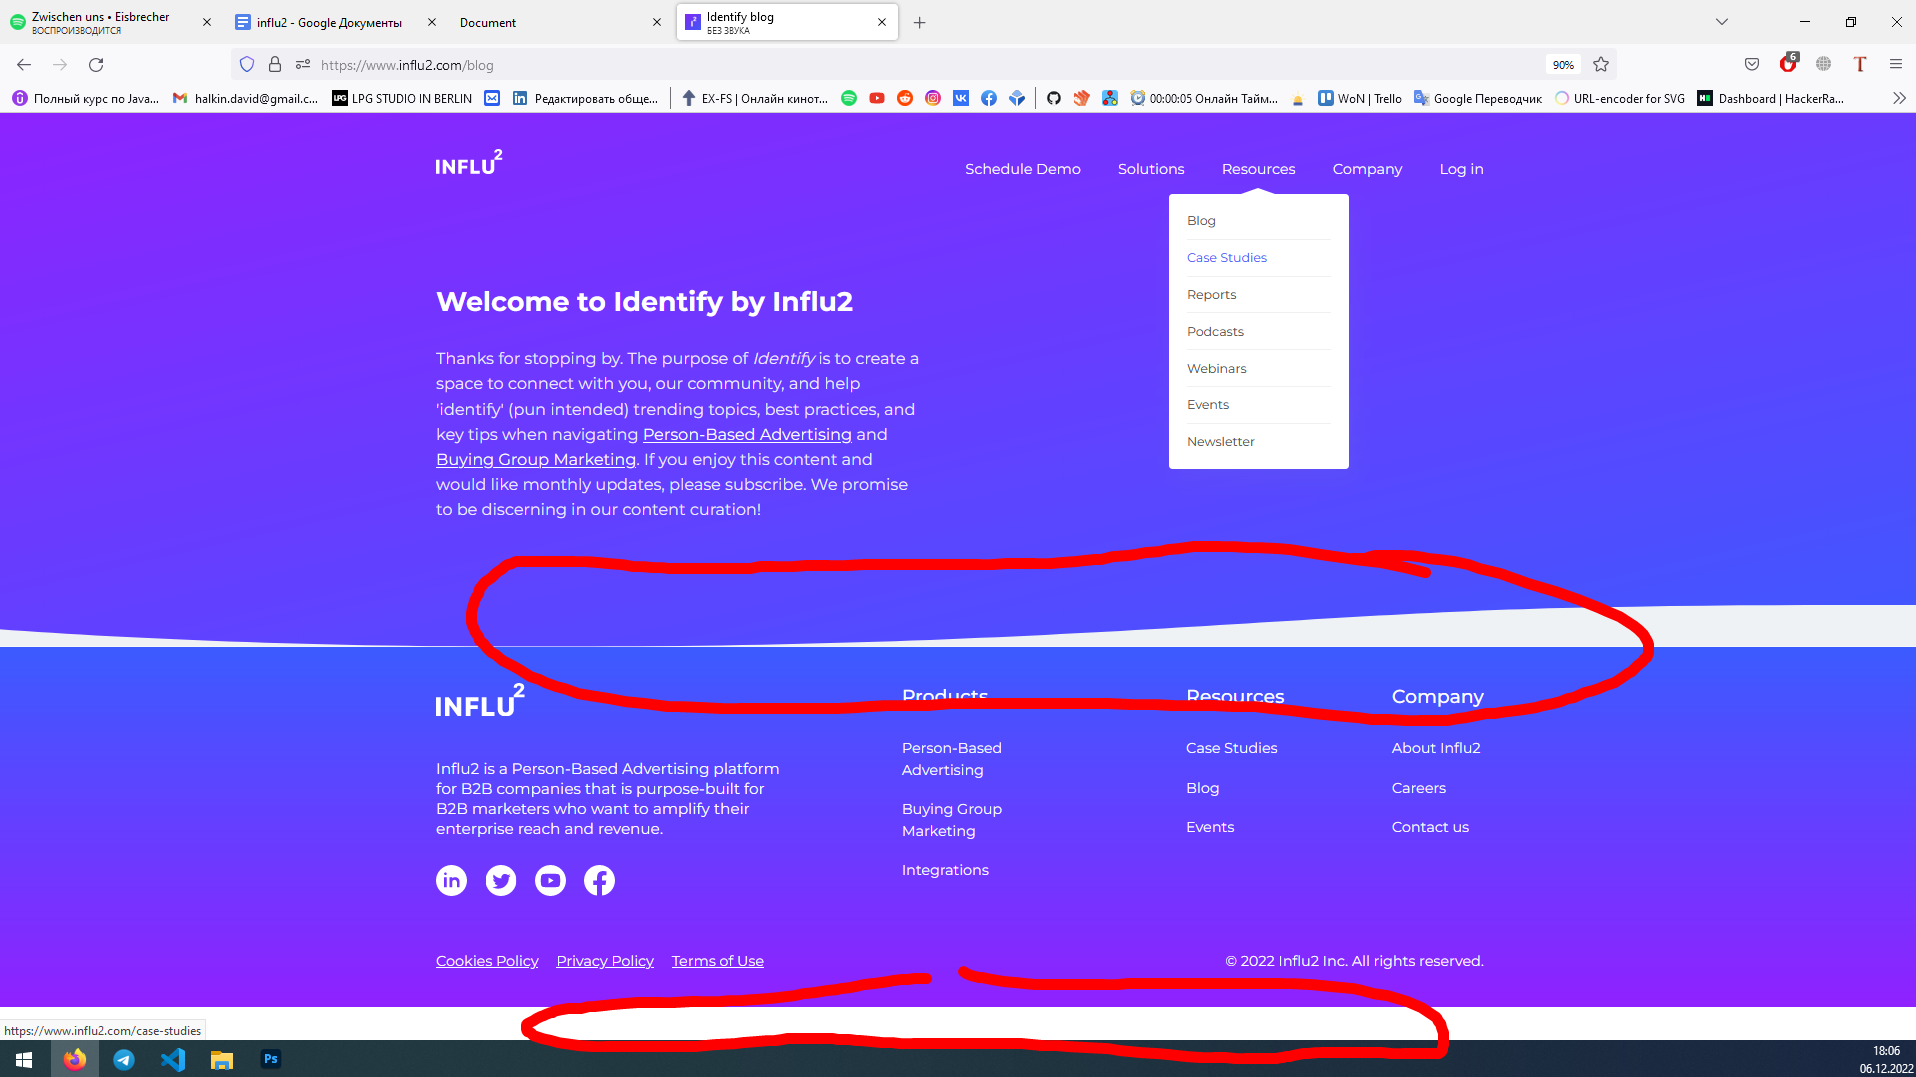 Zwischen uns • Eisbrecher
ВОСПРОИЗВОДИТСЯ
influ2 - Google Документы
Document
Identify blog
БЕЗ ЗВУКА
https://www.influ2.com/blog
90%
6
Полный курс по Java...
halkin.david@gmail.c...
LPG
LPG STUDIO IN BERLIN
Редактировать обще...
EX-FS | Онлайн кинот...
00:00:05 Онлайн Тайм...
WoN | Trello
Google Переводчик
URL-encoder for SVG
Dashboard | HackerRa...
INFLU2
Schedule Demo
Solutions
Resources
Company
Log in
Blog
Case Studies
Reports
Podcasts
Webinars
Events
Newsletter
Welcome to Identify by Influ2
Thanks for stopping by. The purpose of Identify is to create a
space to connect with you, our community, and help
'identify' (pun intended) trending topics, best practices, and
key tips when navigating Person-Based Advertising and
Buying Group Marketing. If you enjoy this content and
would like monthly updates, please subscribe. We promise
to be discerning in our content curation!
INFLU2
Influ2 is a Person-Based Advertising platform
for B2B companies that is purpose-built for
B2B marketers who want to amplify their
enterprise reach and revenue.
Products
Person-Based
Advertising
Buying Group
Marketing
Integrations
Resources
Case Studies
Blog
Events
Company
About Influ2
Careers
Contact us
Cookies Policy
Privacy Policy
Terms of Use
© 2022 Influ2 Inc. All rights reserved.
https://www.influ2.com/case-studies
Ps
18:06
06.12.2022